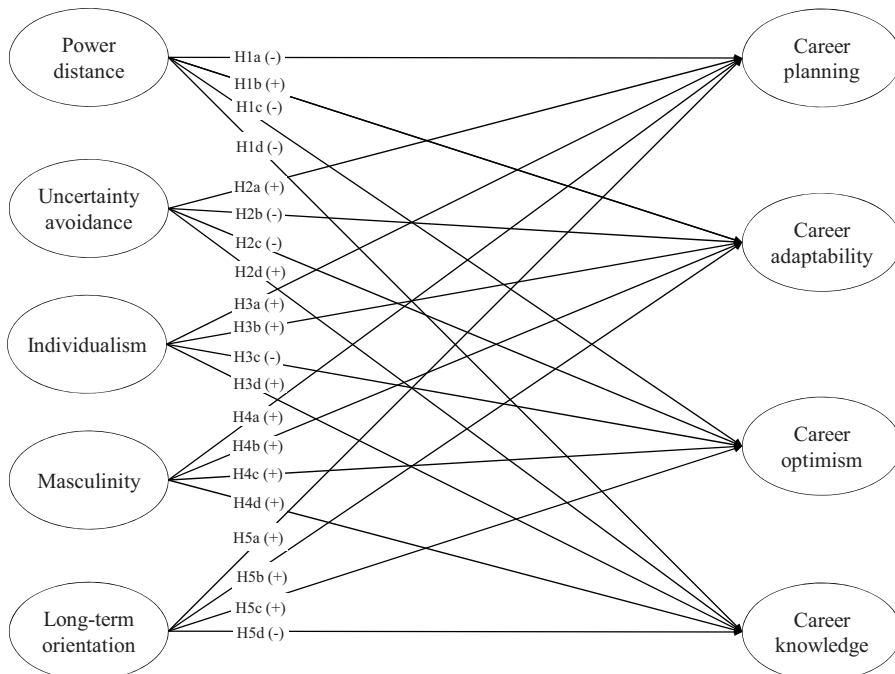 Power
distance
Uncertainty
avoidance
Individualism
Masculinity
Long-term
orientation
H1a (-)
H1b (+)
H1c (-)
H1d (-)
H2a (+)
H2b (-)
H2c (-)
H2d (+)
H3a (+)
H3b (+)
H3c (-)
H3d (+)
H4a (+)
H4b (+)
H4c (+)
H4d (+)
H5a (+)
H5b (+)
H5c (+)
H5d (-)
Career
planning
Career
adaptability
Career
optimism
Career
knowledge